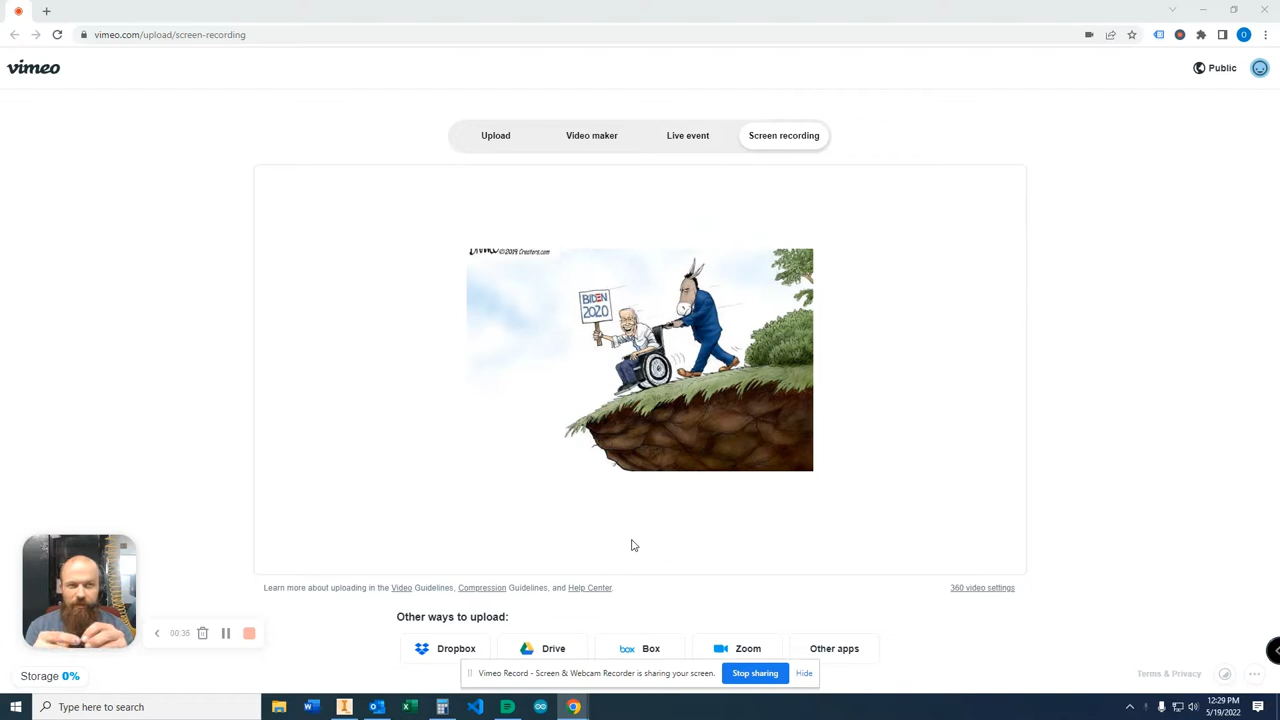 vimeo.com/upload/screen-recording
O
vimeo
Public
Upload
Video maker
Live event
Screen recording
©2019 Creators.com
BIDEN
2020
Learn more about uploading in the Video Guidelines, Compression Guidelines, and Help Center.
360 video settings
Other ways to upload:
00:36
Dropbox
Drive
box Box
Zoom
Other apps
Vimeo Record - Screen & Webcam Recorder is sharing your screen.
Stop sharing
Hide
Storage 0%
Terms & Privacy
Type here to search
12:29 PM
5/19/2022